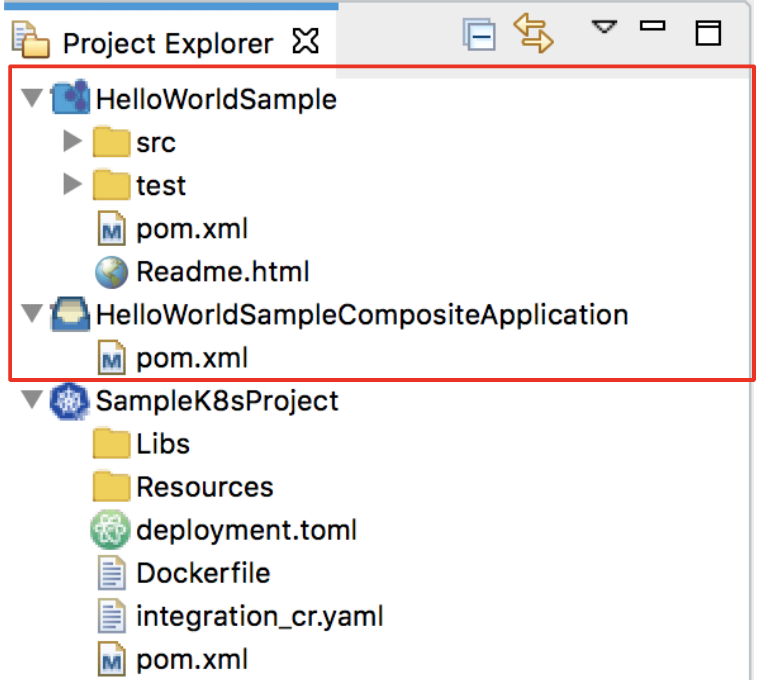 Project Explorer
HelloWorldSample
src
test
pom.xml
Readme.html
HelloWorldSampleCompositeApplication
pom.xml
SampleK8sProject
Libs
Resources
deployment.toml
Dockerfile
integration_cr.yaml
pom.xml